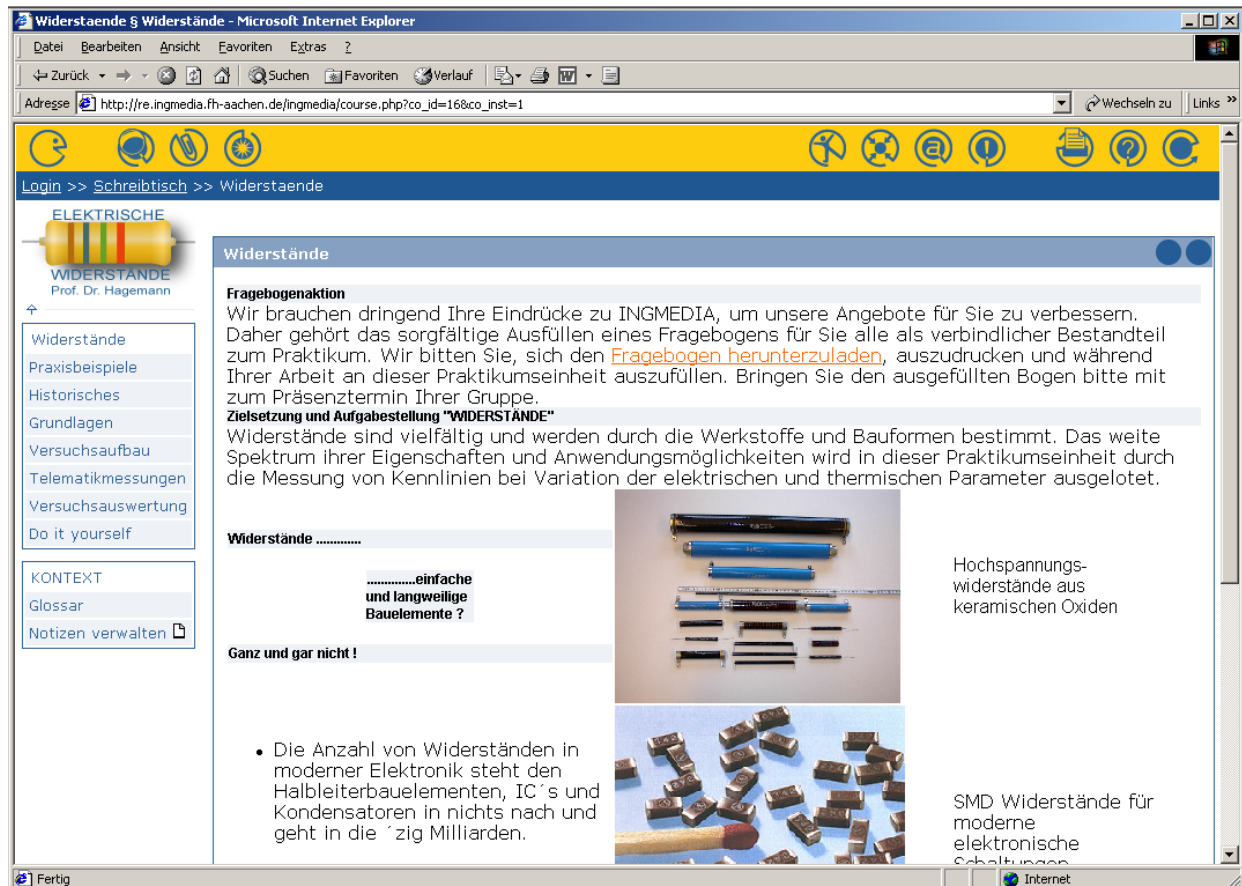 Widerstaende § Widerstände - Microsoft Internet Explorer
Datei Bearbeiten Ansicht Favoriten Extras ?
Zurück Suchen Favoriten Verlauf
Adresse http://re.ingmedia.fh-aachen.de/ingmedia/course.php?co_id=16&co_inst=1 Wechseln zu Links »
Login >> Schreibtisch >> Widerstaende
ELEKTRISCHE
WIDERSTÄNDE
Prof. Dr. Hagemann
Widerstände
Praxisbeispiele
Historisches
Grundlagen
Versuchsaufbau
Telematikmessungen
Versuchsauswertung
Do it yourself
KONTEXT
Glossar
Notizen verwalten
Widerstände
Fragebogenaktion
Wir brauchen dringend Ihre Eindrücke zu INGMEDIA, um unsere Angebote für Sie zu verbessern.
Daher gehört das sorgfältige Ausfüllen eines Fragebogens für Sie alle als verbindlicher Bestandteil
zum Praktikum. Wir bitten Sie, sich den Fragebogen herunterzuladen, auszudrucken und während
Ihrer Arbeit an dieser Praktikumseinheit auszufüllen. Bringen Sie den ausgefüllten Bogen bitte mit
zum Präsenztermin Ihrer Gruppe.
Zielsetzung und Aufgabestellung "WIDERSTÄNDE"
Widerstände sind vielfältig und werden durch die Werkstoffe und Bauformen bestimmt. Das weite
Spektrum ihrer Eigenschaften und Anwendungsmöglichkeiten wird in dieser Praktikumseinheit durch
die Messung von Kennlinien bei Variation der elektrischen und thermischen Parameter ausgelotet.
Widerstände .............
..............einfache
und langweilige
Bauelemente ?
Ganz und gar nicht !
Hochspannungs-
widerstände aus
keramischen Oxiden
• Die Anzahl von Widerständen in
moderner Elektronik steht den
Halbleiterbauelementen, IC´s und
Kondensatoren in nichts nach und
geht in die ´zig Milliarden.
SMD Widerstände für
moderne
elektronische
Schaltungen
Fertig Internet